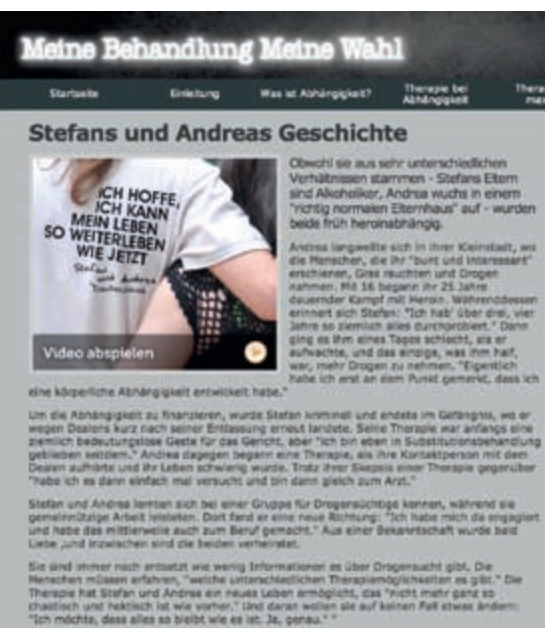 Meine Behandlung Meine Wahl
Startseite
Einleitung
Was ist Abhängigkeit?
Therapie bei
Abhängigkeit
Thera
Stefans und Andreas Geschichte
ICH HOFFE,
ICH KANN
MEIN LEBEN
SO WEITERLEBEN
WIE JETZT
Stefan
und Andrea
Video abspielen
Obwohl sie aus sehr unterschiedlichen
Verhältnissen stammen - Stefans Eltern
sind Alkoholiker, Andrea wuchs in einem
"richtig normalen Elternhaus" auf - wurden
beide früh heroinabhängig.
Andrea langweilte sich in ihrer Kleinstadt, wo
die Menschen, die ihr "bunt und interessant"
erschienen, Gras rauchten und Drogen
nahmen. Mit 16 begann ihr 25 Jahre
dauernder Kampf mit Heroin. Währenddessen
erinnert sich Stefan: "Ich hab' über drei, vier
Jahre so ziemlich alles durchprobiert." Dann
ging es ihm eines Tages schlecht, als er
aufwachte, und das einzige, was ihm half,
war, mehr Drogen zu nehmen. "Eigentlich
habe ich erst an dem Punkt gemerkt, dass ich
eine körperliche Abhängigkeit entwickelt habe."
Um die Abhängigkeit zu finanzieren, wurde Stefan kriminell und endete im Gefängnis, wo er
wegen Dealens kurz nach seiner Entlassung erneut landete. Seine Therapie war anfangs eine
ziemlich bedeutungslose Geste für das Gericht, aber "ich bin eben in Substitutionsbehandlung
geblieben seitdem." Andrea dagegen begann eine Therapie, als ihre Kontaktperson mit dem
Dealen aufhörte und ihr Leben schwierig wurde. Trotz ihrer Skepsis einer Therapie gegenüber
"habe ich es dann einfach mal versucht und bin dann gleich zum Arzt."
Stefan und Andrea lernten sich bei einer Gruppe für Drogensüchtige kennen, während sie
gemeinnützige Arbeit leisteten. Dort fand er eine neue Richtung: "Ich habe mich da engagiert
und habe das mittlerweile auch zum Beruf gemacht." Aus einer Bekanntschaft wurde bald
Liebe ,und inzwischen sind die beiden verheiratet.
Sie sind immer noch entsetzt wie wenig Informationen es über Drogensucht gibt. Die
Menschen müssen erfahren, "welche unterschiedlichen Therapiemöglichkeiten es gibt." Die
Therapie hat Stefan und Andrea ein neues Leben ermöglicht, das "nicht mehr ganz so
chaotisch und hektisch ist wie vorher." Und daran wollen sie auf keinen Fall etwas ändern:
"Ich möchte, dass alles so bleibt wie es ist. Ja, genau." "